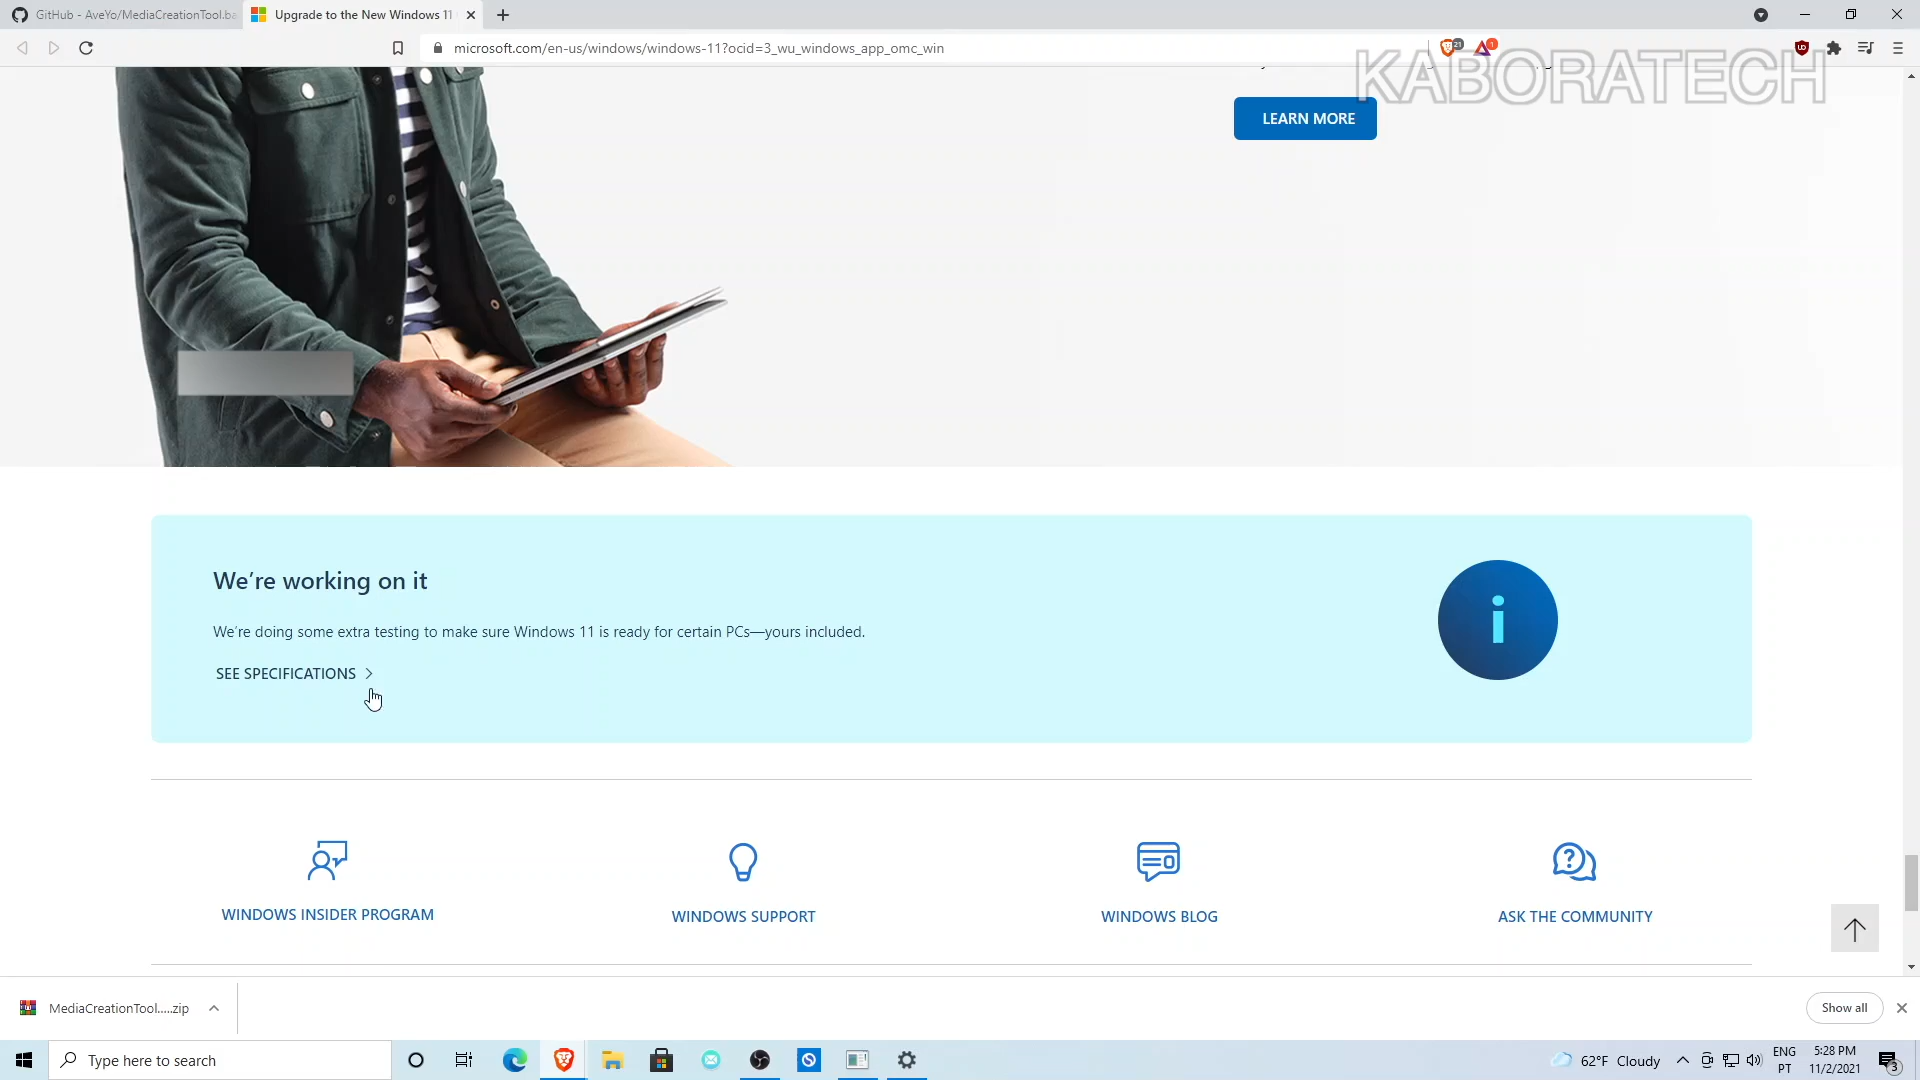 GitHub - AveYo/MediaCreationTool.ba
Upgrade to the New Windows 11
microsoft.com/en-us/windows/windows-11?ocid=3_wu_windows_app_omc_win
21
1
KABORATECH
LEARN MORE
We're working on it
We're doing some extra testing to make sure Windows 11 is ready for certain PCs—yours included.
SEE SPECIFICATIONS
i
WINDOWS INSIDER PROGRAM
WINDOWS SUPPORT
WINDOWS BLOG
ASK THE COMMUNITY
MediaCreationTool.....zip
Show all
Type here to search
62°F Cloudy
ENG
PT
5:28 PM
11/2/2021
3